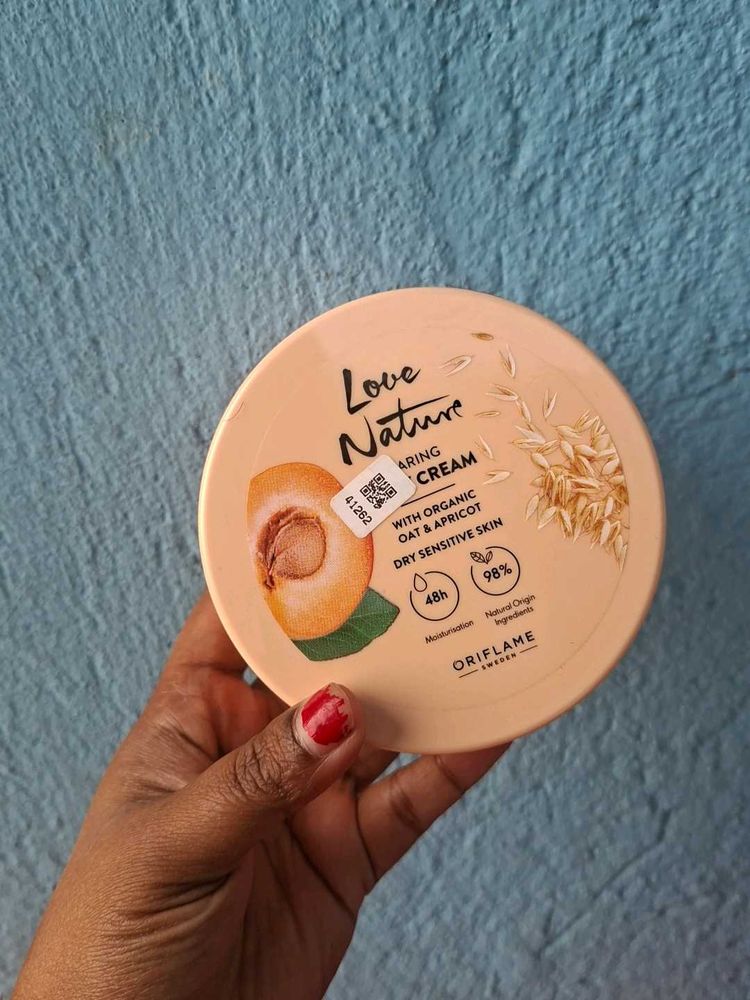 Love
Nature
ARING
CREAM
41262
WITH ORGANIC
OAT & APRICOT
DRY SENSITIVE SKIN
48h
98%
Moisturisation
Natural Origin
Ingredients
ORIFLAME
SWEDEN